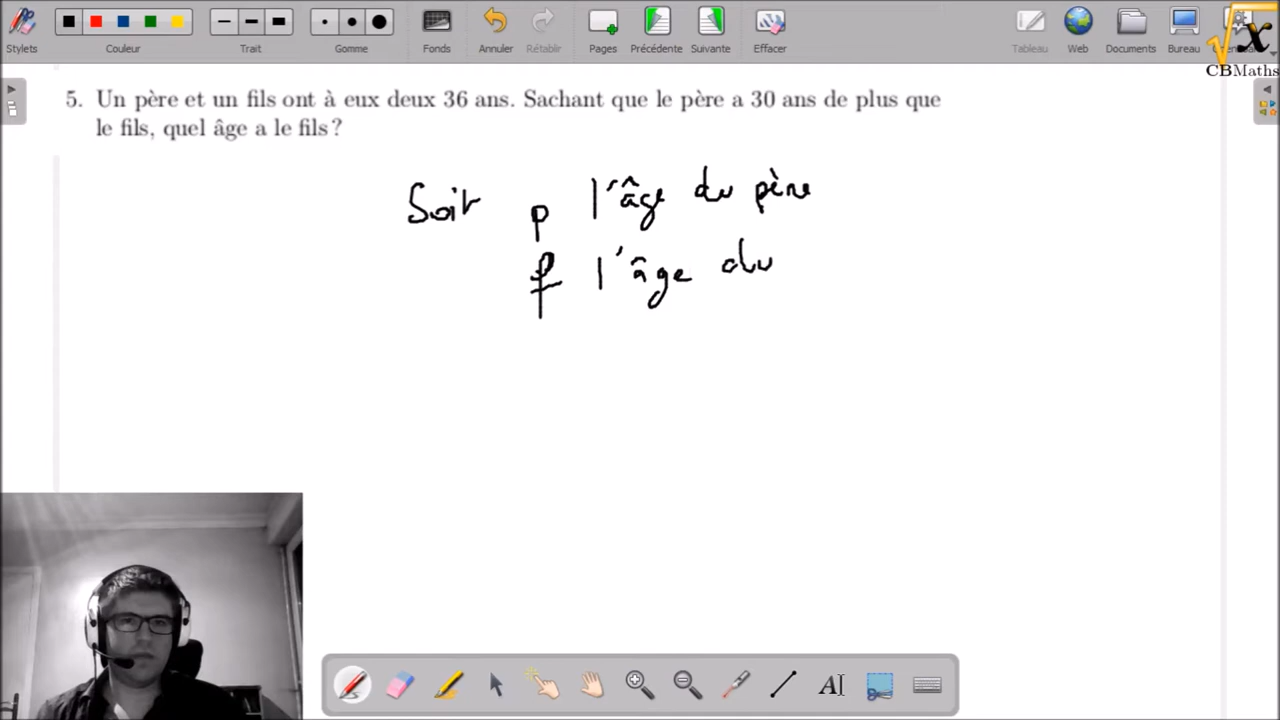 Stylets
Couleur
Trait
Gomme
Fonds
Annuler
Rétablir
Pages
Précédente
Suivante
Effacer
Tableau
Web
Documents
Bureau
CBMaths
5. Un père et un fils ont à eux deux 36 ans. Sachant que le père a 30 ans de plus que
le fils, quel âge a le fils ?
Soit p l'âge du père
f l'âge du